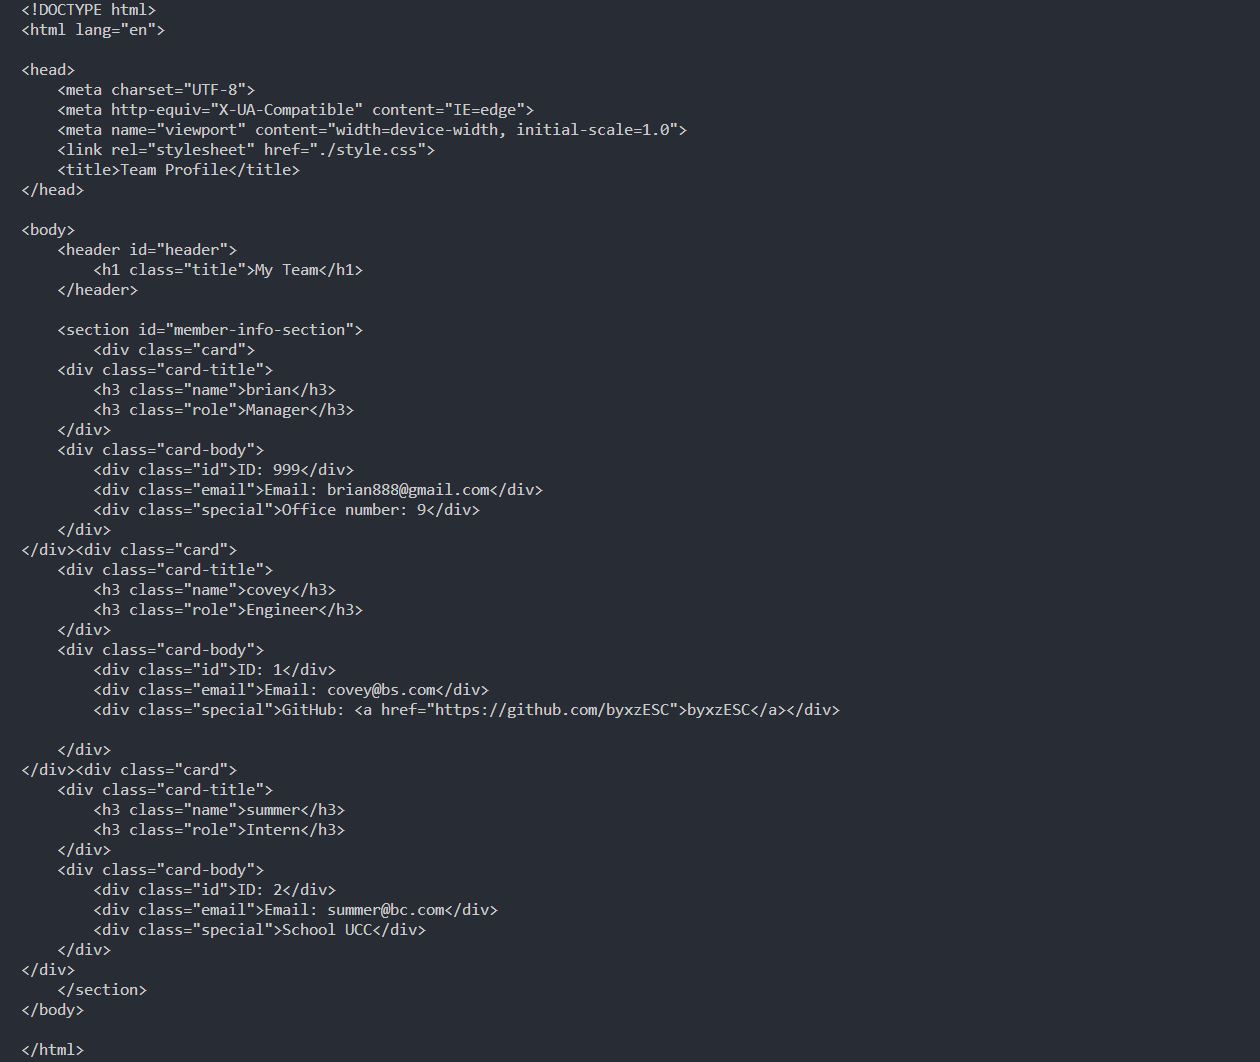 <!DOCTYPE html>
<html lang="en">

<head>
    <meta charset="UTF-8">
    <meta http-equiv="X-UA-Compatible" content="IE=edge">
    <meta name="viewport" content="width=device-width, initial-scale=1.0">
    <link rel="stylesheet" href="./style.css">
    <title>Team Profile</title>
</head>

<body>
    <header id="header">
        <h1 class="title">My Team</h1>
    </header>

    <section id="member-info-section">
        <div class="card">
    <div class="card-title">
        <h3 class="name">brian</h3>
        <h3 class="role">Manager</h3>
    </div>
    <div class="card-body">
        <div class="id">ID: 999</div>
        <div class="email">Email: brian888@gmail.com</div>
        <div class="special">Office number: 9</div>
    </div>
</div><div class="card">
    <div class="card-title">
        <h3 class="name">covey</h3>
        <h3 class="role">Engineer</h3>
    </div>
    <div class="card-body">
        <div class="id">ID: 1</div>
        <div class="email">Email: covey@bs.com</div>
        <div class="special">GitHub: <a href="https://github.com/byxzESC">byxzESC</a></div>

    </div>
</div><div class="card">
    <div class="card-title">
        <h3 class="name">summer</h3>
        <h3 class="role">Intern</h3>
    </div>
    <div class="card-body">
        <div class="id">ID: 2</div>
        <div class="email">Email: summer@bc.com</div>
        <div class="special">School UCC</div>
    </div>
</div>
    </section>
</body>

</html>